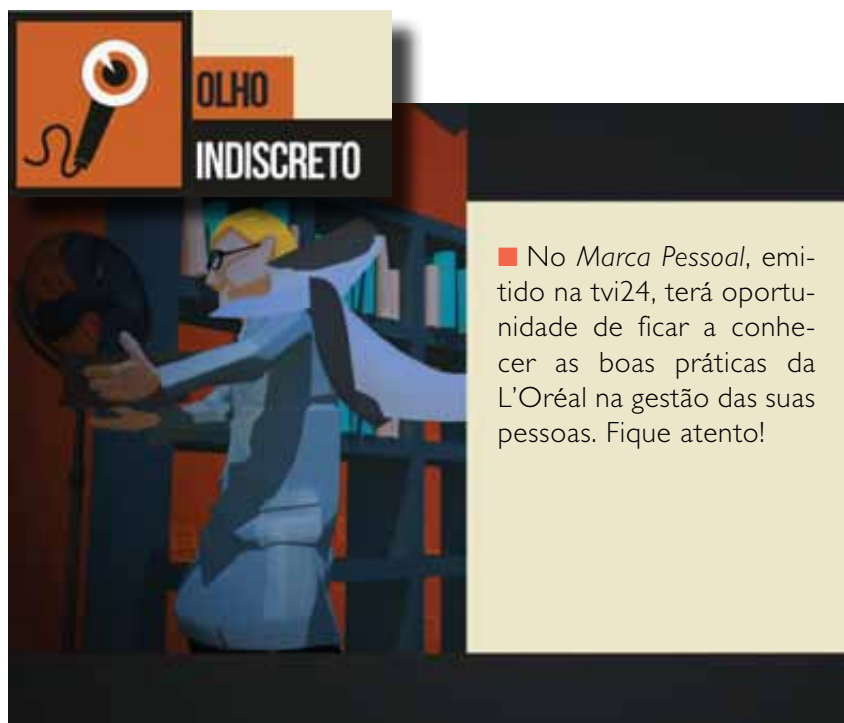 OLHO
INDISCRETO
■ No Marca Pessoal, emi-
tido na tvi24, terá oportu-
nidade de ficar a conhe-
cer as boas práticas da
L’Oréal na gestão das suas
pessoas. Fique atento!